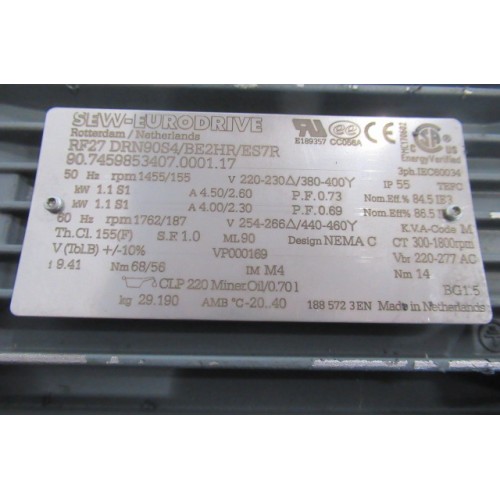 SEW-EURODRIVE
Rotterdam / Netherlands
RF27 DRN90S4/BE2HR/ES7R
E189357 CC056A
EnergyVerified
90.7459853407.0001.17
3ph.IEC60034
50 Hz rpm 1455/155 V 220-230Δ/380-400Y IP 55 TEFC
kW 1.1 S1 A 4.50/2.60 P.F. 0.73 Nom.Eff% 84.5 IE3
kW 1.1 S1 A 4.00/2.30 P.F. 0.69 Nom.Eff% 86.5
60 Hz rpm 1762/187 V 254-266Δ/440-460Y K.V.A-Code M
Th.Cl. 155(F) S.F. 1.0 ML 90 Design NEMA C CT 300-1800rpm
V (Tol.B) +/-10% VP000169 Vbr 220-277 AC
i 9.41 Nm 68/56 IM M4 Nm 14
CLP 220 Miner.Oil/0.70 l BG1.5
kg 29.190 AMB °C -20..40 188 572 3 EN Made in Netherlands